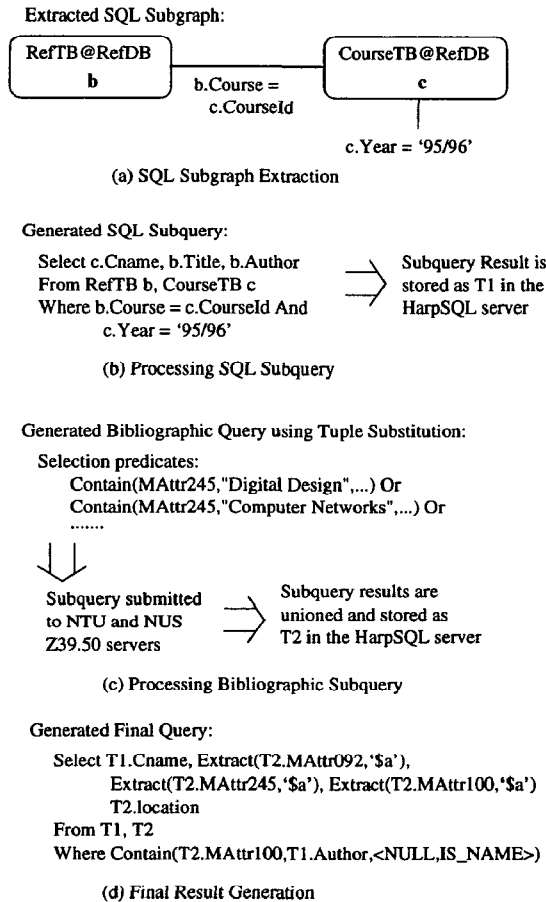 Extracted SQL Subgraph:
RefTB@RefDB
b
b.Course =
c.CourseId
CourseTB@RefDB
c
c.Year = ‘95/96’
(a) SQL Subgraph Extraction
Generated SQL Subquery:
Select c.Cname, b.Title, b.Author
From RefTB b, CourseTB c
Where b.Course = c.CourseId And
c.Year = ‘95/96’
Subquery Result is
stored as T1 in the
HarpSQL server
(b) Processing SQL Subquery
Generated Bibliographic Query using Tuple Substitution:
Selection predicates:
Contain(MAttr245,"Digital Design",...) Or
Contain(MAttr245,"Computer Networks",...) Or
.......
Subquery submitted
to NTU and NUS
Z39.50 servers
Subquery results are
unioned and stored as
T2 in the HarpSQL server
(c) Processing Bibliographic Subquery
Generated Final Query:
Select T1.Cname, Extract(T2.MAttr092,‘$a’),
Extract(T2.MAttr245,‘$a’), Extract(T2.MAttr100,‘$a’)
T2.location
From T1, T2
Where Contain(T2.MAttr100,T1.Author,<NULL,IS_NAME>)
(d) Final Result Generation